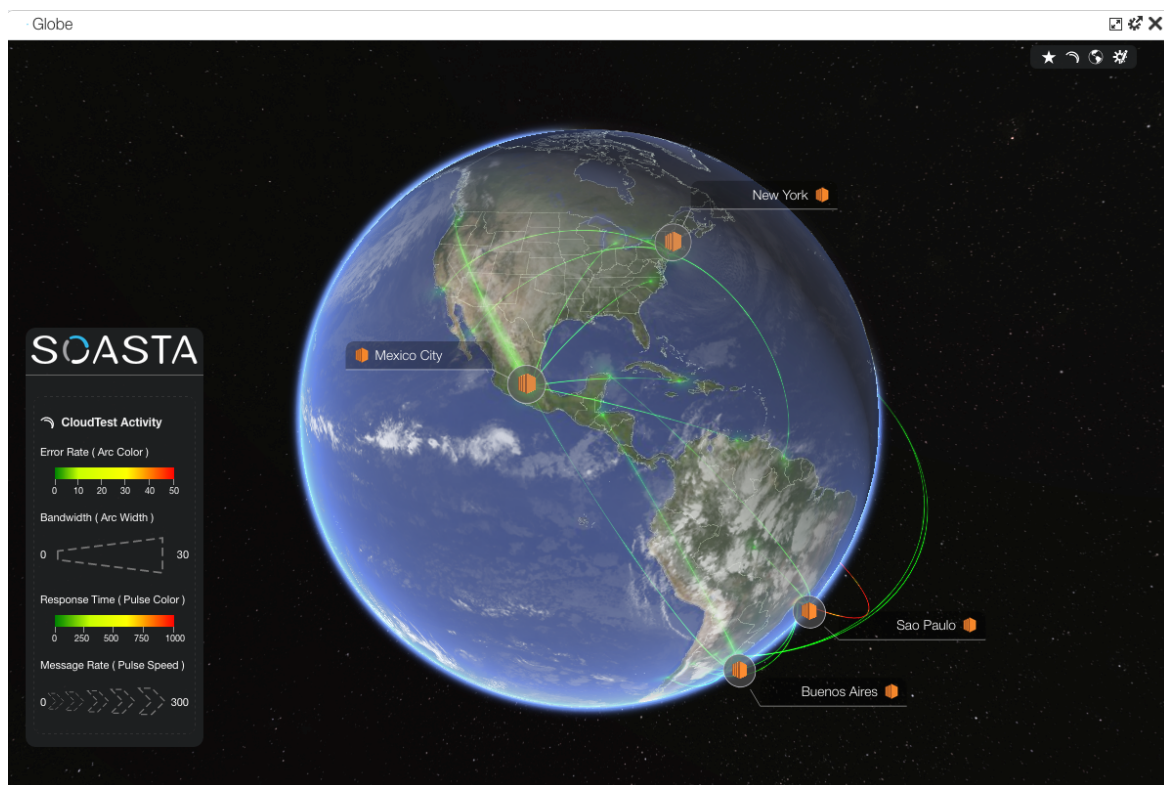 Globe
New York
Mexico City
SOASTA
CloudTest Activity
Error Rate ( Arc Color )
0 10 20 30 40 50
Bandwidth ( Arc Width )
0 30
Response Time ( Pulse Color )
0 250 500 750 1000
Message Rate ( Pulse Speed )
0 300
Sao Paulo
Buenos Aires